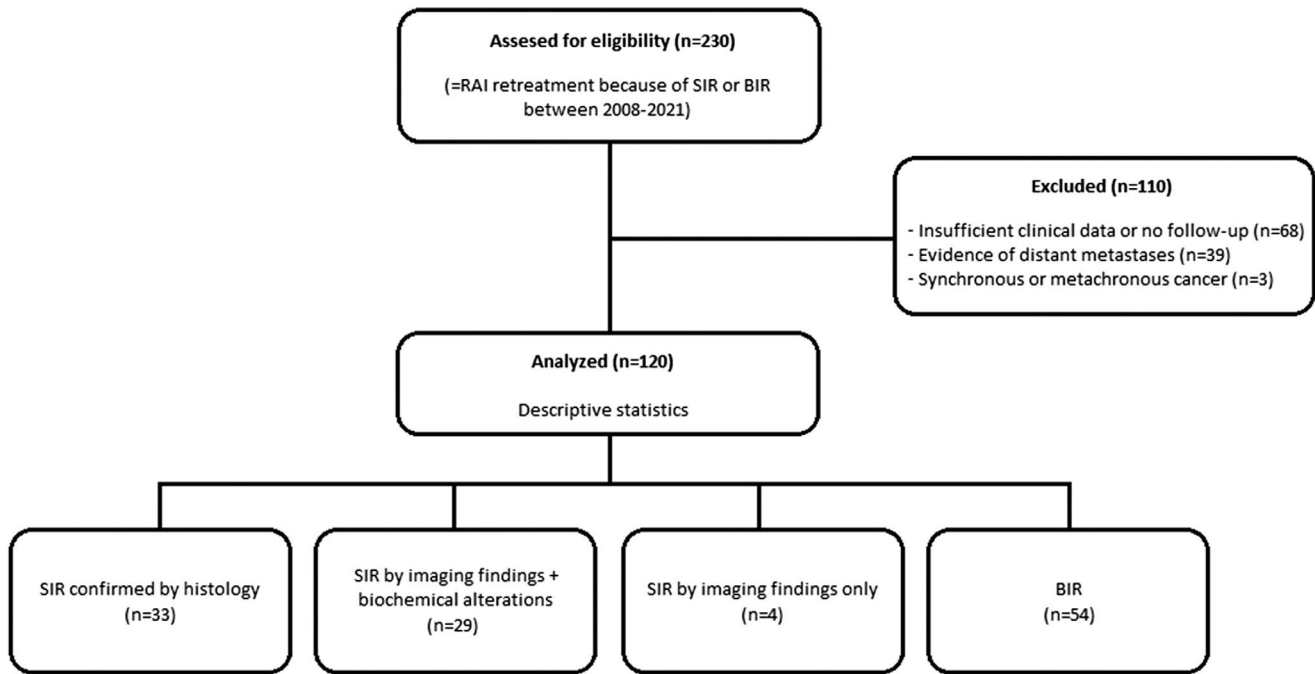 Assesed for eligibility (n=230)
(=RAI retreatment because of SIR or BIR
between 2008-2021)
Excluded (n=110)
- Insufficient clinical data or no follow-up (n=68)
- Evidence of distant metastases (n=39)
- Synchronous or metachronous cancer (n=3)
Analyzed (n=120)
Descriptive statistics
SIR confirmed by histology
(n=33)
SIR by imaging findings +
biochemical alterations
(n=29)
SIR by imaging findings only
(n=4)
BIR
(n=54)